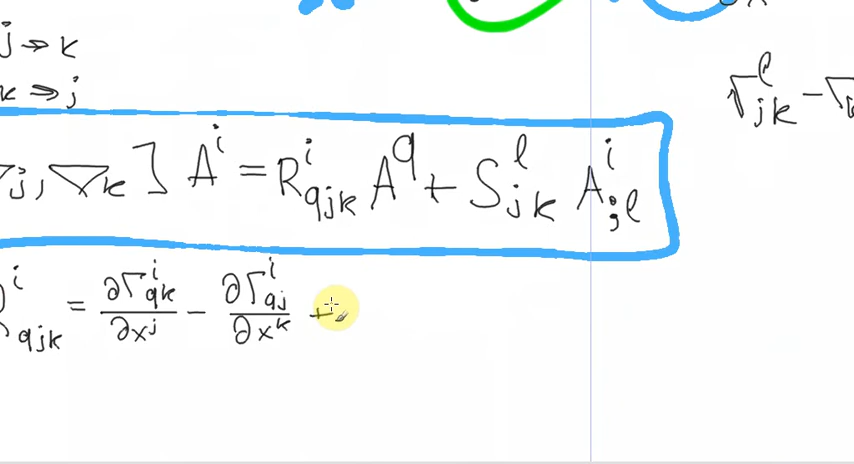 j → k
k ⇒ j
Γ^l_{jk} −
∇_j, ∇_k ] A^i = R^i_{qjk} A^q + S^l_{jk} A^i_{;l}
^i_{qjk} = ∂Γ^i_{qk}/∂x^j − ∂Γ^i_{qj}/∂x^k +